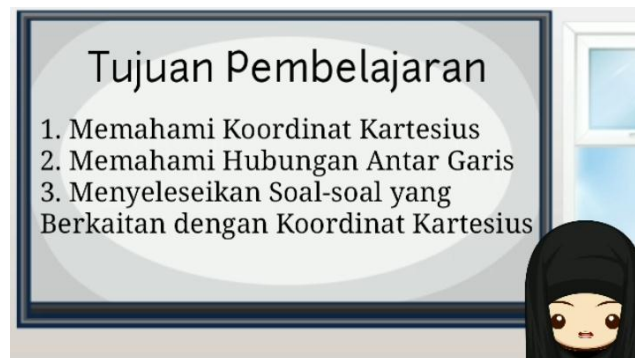 Tujuan Pembelajaran
1. Memahami Koordinat Kartesius
2. Memahami Hubungan Antar Garis
3. Menyeleseikan Soal-soal yang
Berkaitan dengan Koordinat Kartesius